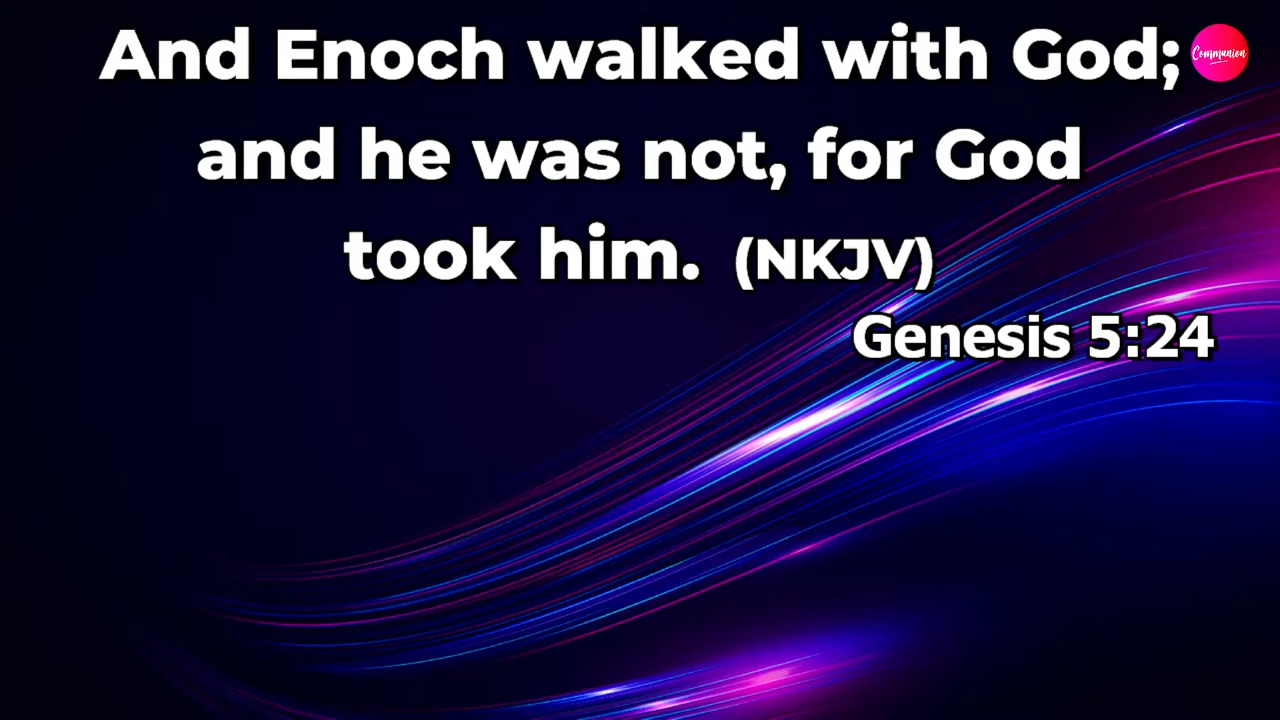 And Enoch walked with God;
Communion
and he was not, for God
took him. (NKJV)
Genesis 5:24